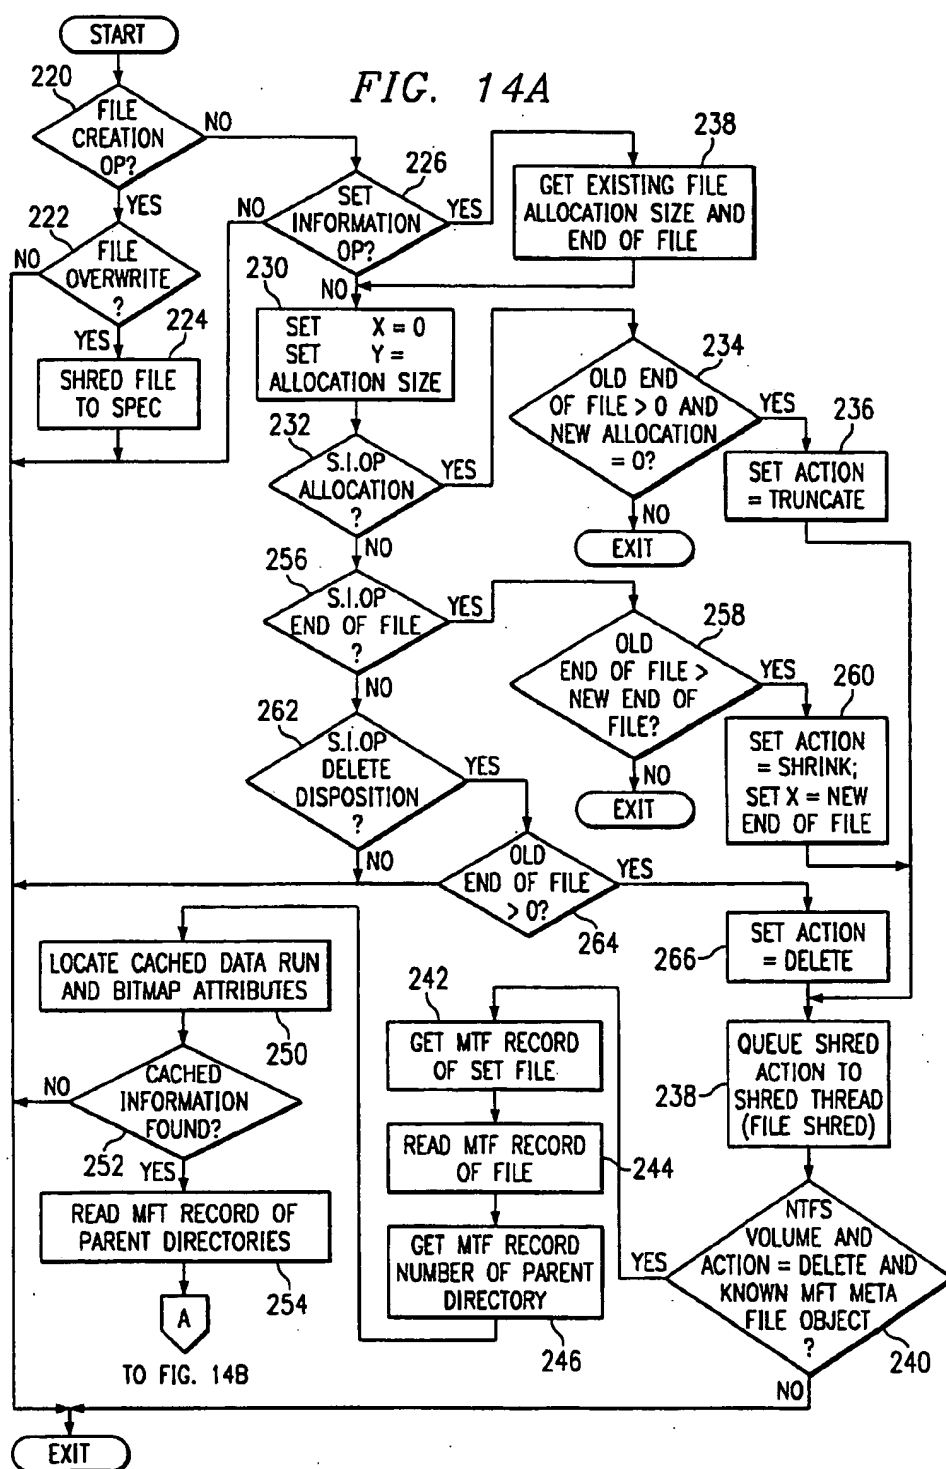 START
FIG. 14A
220
FILE
CREATION
OP?
NO
YES
222
FILE
OVERWRITE
?
NO
YES
224
SHRED FILE
TO SPEC
226
SET
INFORMATION
OP?
NO
YES
NO
238
GET EXISTING FILE
ALLOCATION SIZE AND
END OF FILE
230
SET X = 0
SET Y =
ALLOCATION SIZE
232
S.I.OP
ALLOCATION
?
YES
NO
234
OLD END
OF FILE > 0 AND
NEW ALLOCATION
= 0?
YES
NO
EXIT
236
SET ACTION
= TRUNCATE
256
S.I.OP
END OF FILE
?
YES
NO
258
OLD
END OF FILE >
NEW END OF
FILE?
YES
NO
EXIT
260
SET ACTION
= SHRINK;
SET X = NEW
END OF FILE
262
S.I.OP
DELETE
DISPOSITION
?
YES
NO
OLD
END OF FILE
> 0?
264
YES
266
SET ACTION
= DELETE
238
QUEUE SHRED
ACTION TO
SHRED THREAD
(FILE SHRED)
NTFS
VOLUME AND
ACTION = DELETE AND
KNOWN MFT META
FILE OBJECT
?
240
YES
NO
242
GET MTF RECORD
OF SET FILE
READ MTF RECORD
OF FILE
244
GET MTF RECORD
NUMBER OF PARENT
DIRECTORY
246
LOCATE CACHED DATA RUN
AND BITMAP ATTRIBUTES
250
CACHED
INFORMATION
FOUND?
252
NO
YES
READ MFT RECORD OF
PARENT DIRECTORIES
254
A
TO FIG. 14B
EXIT